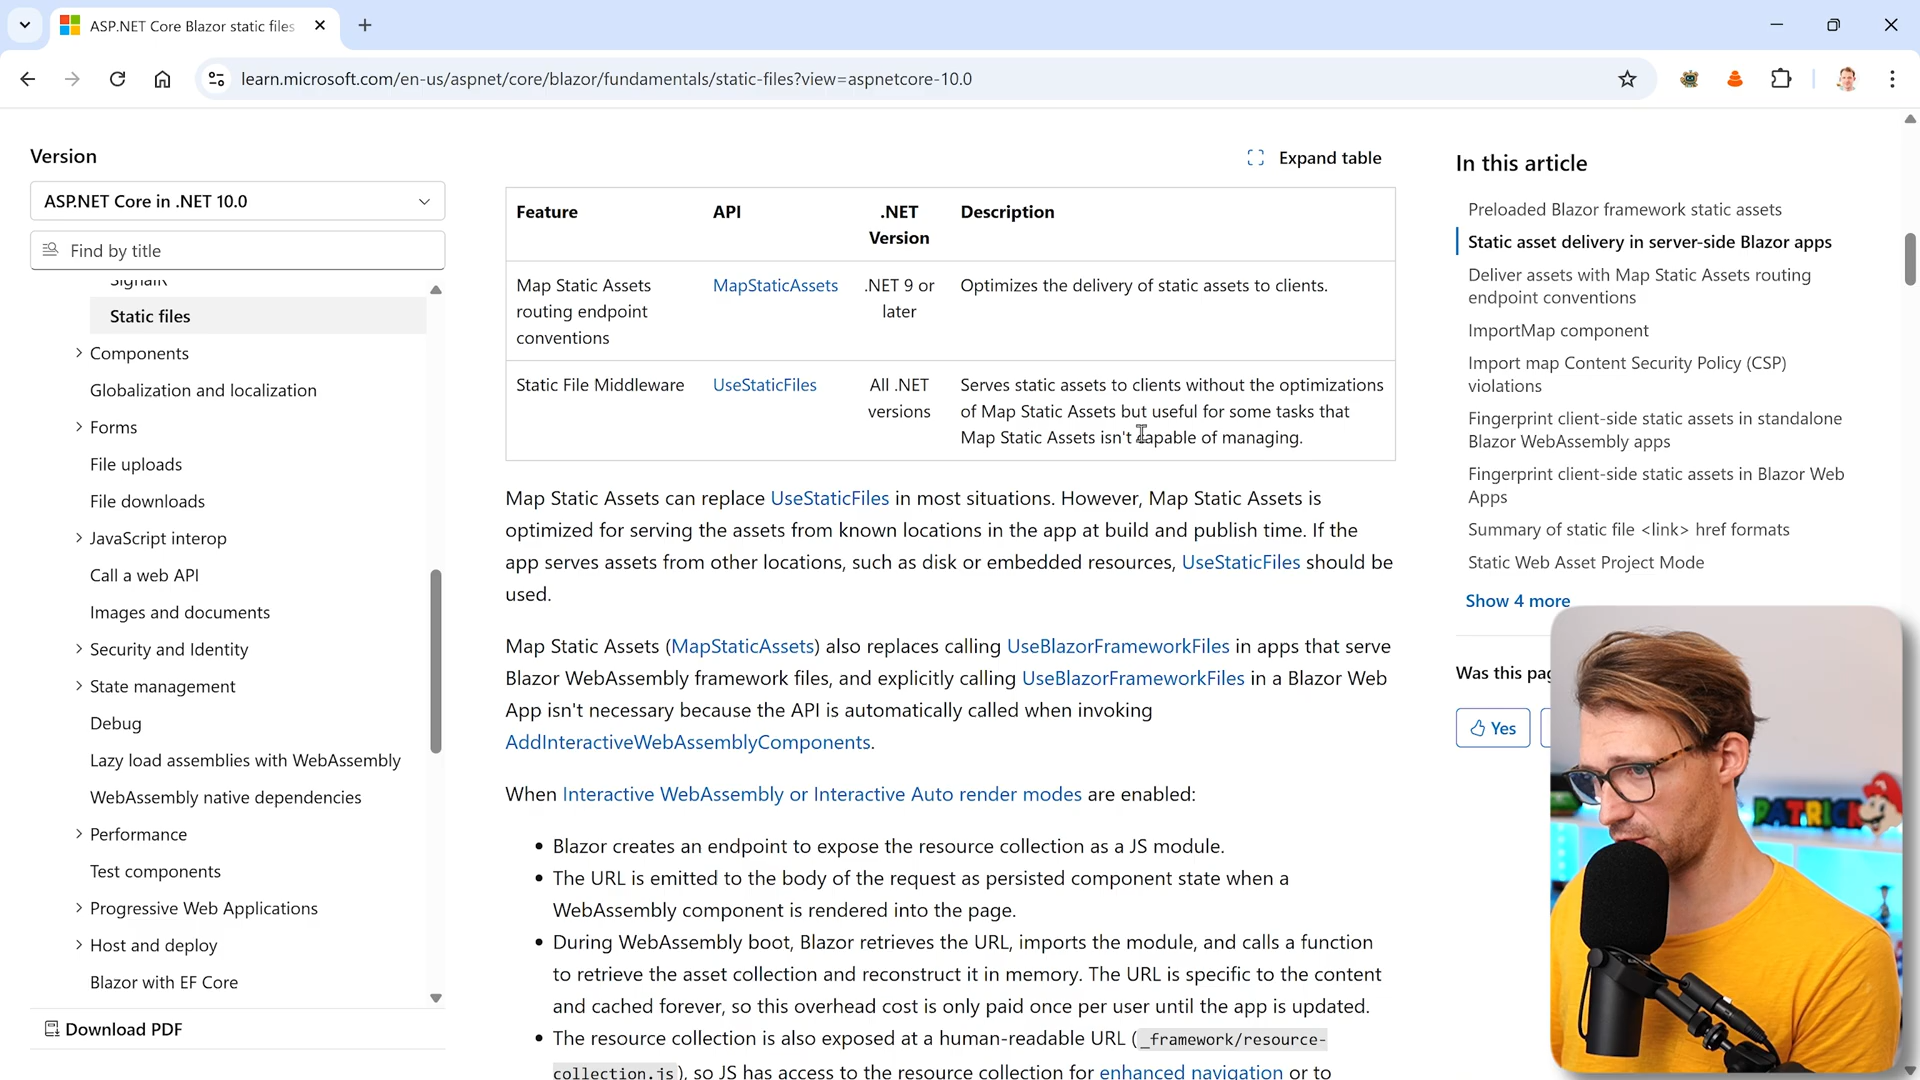 ASP.NET Core Blazor static files
learn.microsoft.com/en-us/aspnet/core/blazor/fundamentals/static-files?view=aspnetcore-10.0
Version
ASP.NET Core in .NET 10.0
Find by title
SignalR
Static files
Components
Globalization and localization
Forms
File uploads
File downloads
JavaScript interop
Call a web API
Images and documents
Security and Identity
State management
Debug
Lazy load assemblies with WebAssembly
WebAssembly native dependencies
Performance
Test components
Progressive Web Applications
Host and deploy
Blazor with EF Core
Download PDF
Expand table
Feature API .NET Version Description
Map Static Assets routing endpoint conventions MapStaticAssets .NET 9 or later Optimizes the delivery of static assets to clients.
Static File Middleware UseStaticFiles All .NET versions Serves static assets to clients without the optimizations
of Map Static Assets but useful for some tasks that
Map Static Assets isn't capable of managing.
Map Static Assets can replace UseStaticFiles in most situations. However, Map Static Assets is
optimized for serving the assets from known locations in the app at build and publish time. If the
app serves assets from other locations, such as disk or embedded resources, UseStaticFiles should be
used.
Map Static Assets (MapStaticAssets) also replaces calling UseBlazorFrameworkFiles in apps that serve
Blazor WebAssembly framework files, and explicitly calling UseBlazorFrameworkFiles in a Blazor Web
App isn't necessary because the API is automatically called when invoking
AddInteractiveWebAssemblyComponents.
When Interactive WebAssembly or Interactive Auto render modes are enabled:
• Blazor creates an endpoint to expose the resource collection as a JS module.
• The URL is emitted to the body of the request as persisted component state when a
WebAssembly component is rendered into the page.
• During WebAssembly boot, Blazor retrieves the URL, imports the module, and calls a function
to retrieve the asset collection and reconstruct it in memory. The URL is specific to the content
and cached forever, so this overhead cost is only paid once per user until the app is updated.
• The resource collection is also exposed at a human-readable URL (_framework/resource-
collection.js), so JS has access to the resource collection for enhanced navigation or to
In this article
Preloaded Blazor framework static assets
Static asset delivery in server-side Blazor apps
Deliver assets with Map Static Assets routing
endpoint conventions
ImportMap component
Import map Content Security Policy (CSP)
violations
Fingerprint client-side static assets in standalone
Blazor WebAssembly apps
Fingerprint client-side static assets in Blazor Web
Apps
Summary of static file <link> href formats
Static Web Asset Project Mode
Show 4 more
Was this pag
Yes
PATRICK